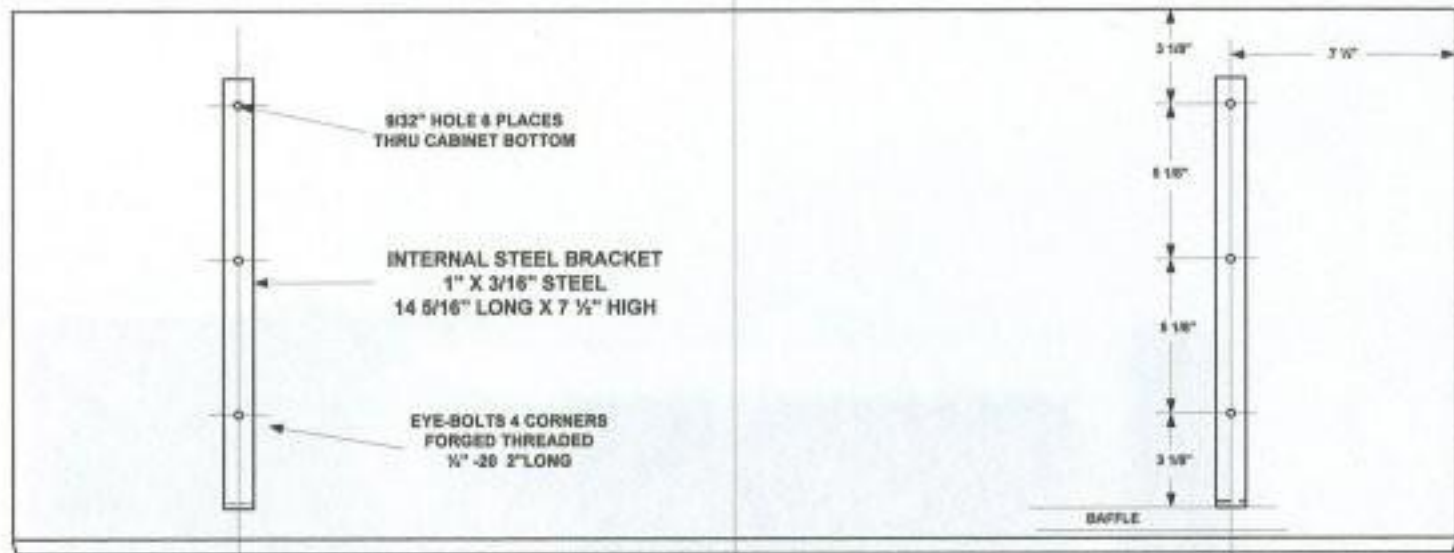 9/32" HOLE 6 PLACES
THRU CABINET BOTTOM
INTERNAL STEEL BRACKET
1" X 3/16" STEEL
14 5/16" LONG X 7 ½" HIGH
EYE-BOLTS 4 CORNERS
FORGED THREADED
¼" -20 2"LONG
3 1/8"
7 ½"
5 1/8"
5 1/8"
3 1/8"
BAFFLE